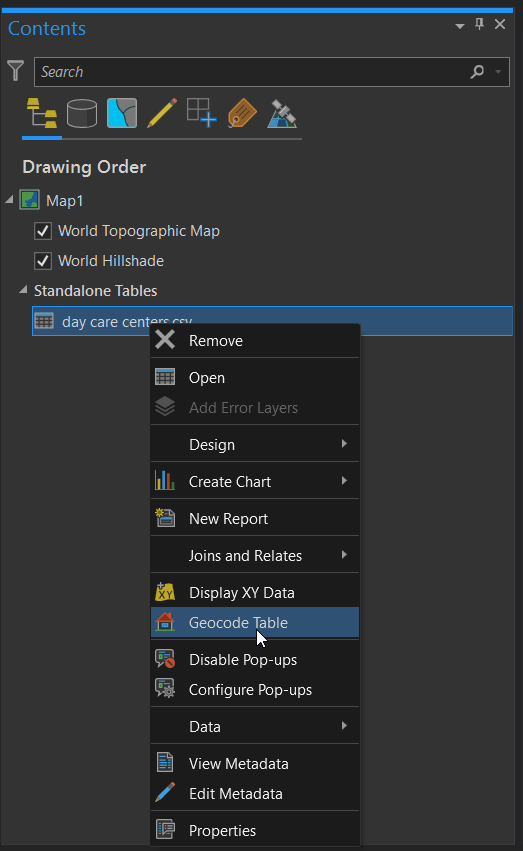 Contents
Search
Drawing Order
Map1
World Topographic Map
World Hillshade
Standalone Tables
day care centers.csv
Remove
Open
Add Error Layers
Design
Create Chart
New Report
Joins and Relates
Display XY Data
Geocode Table
Disable Pop-ups
Configure Pop-ups
Data
View Metadata
Edit Metadata
Properties